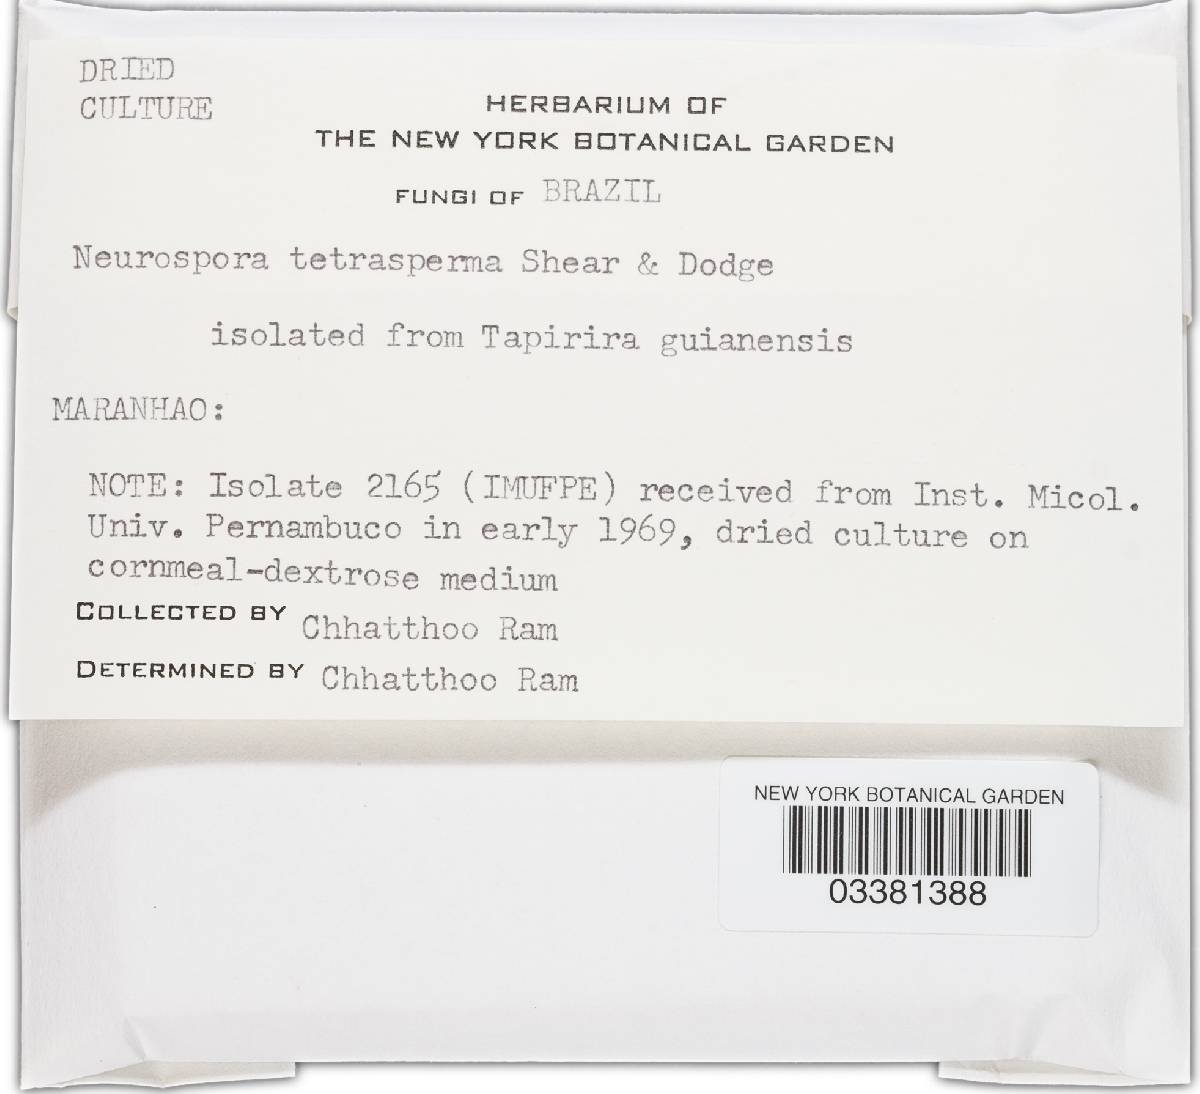 DRIED
CULTURE
HERBARIUM OF
THE NEW YORK BOTANICAL GARDEN
FUNGI OF BRAZIL
Neurospora tetrasperma Shear & Dodge
isolated from Tapirira guianensis
MARANHAO:
NOTE: Isolate 2165 (IMUFPE) received from Inst. Micol.
Univ. Pernambuco in early 1969, dried culture on
cornmeal-dextrose medium
COLLECTED BY Chhatthoo Ram
DETERMINED BY Chhatthoo Ram
NEW YORK BOTANICAL GARDEN
03381388